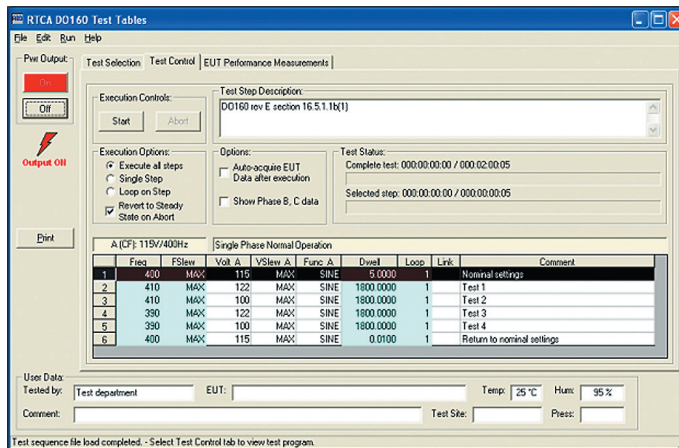 RTCA DO160 Test Tables
File Edit Run Help
Pwr Output:
On
Off
Output ON
Print
Test Selection Test Control EUT Performance Measurements
Execution Controls:
Start Abort
Test Step Description:
DO160 rev E section 16.5.1.1b(1)
Execution Options:
Execute all steps
Single Step
Loop on Step
Revert to Steady
State on Abort
Options:
Auto-acquire EUT
Data after execution
Show Phase B, C data
Test Status:
Complete test: 000:00:00:00 / 000:02:00:05
Selected step: 000:00:00:00 / 000:00:00:05
A (CF): 115V/400Hz Single Phase Normal Operation
Freq FSlew Volt A VSlew A Func A Dwell Loop Link Comment
1 400 MAX 115 MAX SINE 5.0000 1 Nominal settings
2 410 MAX 122 MAX SINE 1800.0000 1 Test 1
3 410 MAX 100 MAX SINE 1800.0000 1 Test 2
4 390 MAX 122 MAX SINE 1800.0000 1 Test 3
5 390 MAX 100 MAX SINE 1800.0000 1 Test 4
6 400 MAX 115 MAX SINE 0.0100 1 Return to nominal settings
User Data:
Tested by: Test department EUT: Temp: 25 °C Hum: 95 %
Comment: Test Site: Press:
Test sequence file load completed. - Select Test Control tab to view test program.